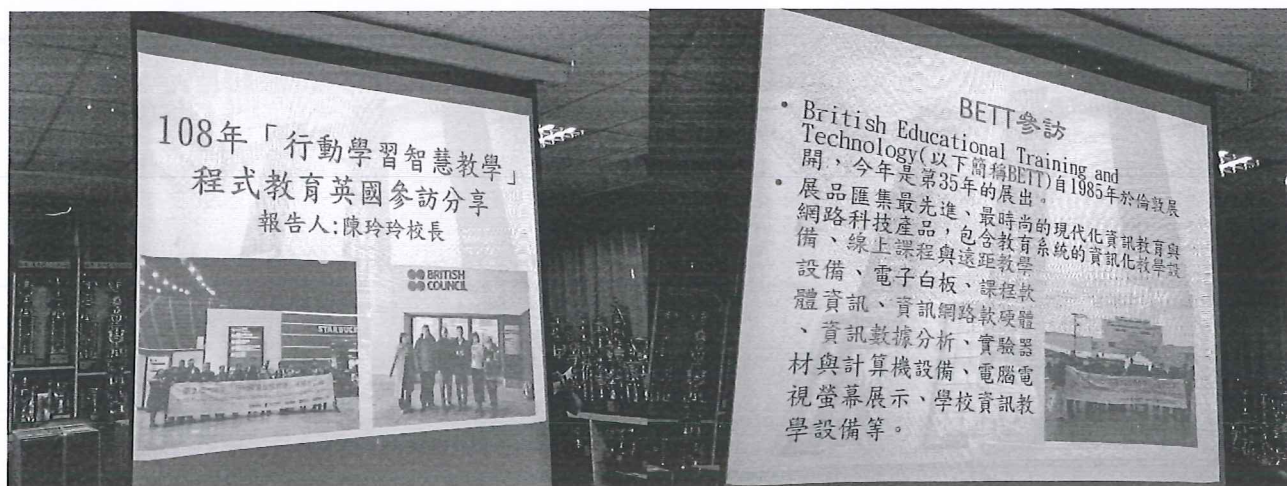 108年「行動學習智慧教學」
程式教育英國參訪分享
報告人:陳玲玲校長
BRITISH
COUNCIL
BETT參訪
• British Educational Training and
Technology(以下簡稱BETT)自1985年於倫敦展
開，今年是第35年的展出。
• 展品匯集最先進、最時尚的現代化資訊教育與
網路科技產品，包含教育系統的資訊化教學設
備、線上課程與遠距教學
設備、電子白板、課程軟
體資訊、資訊網路軟硬體
、資訊數據分析、實驗器
材與計算機設備、電腦電
視螢幕展示、學校資訊教
學設備等。